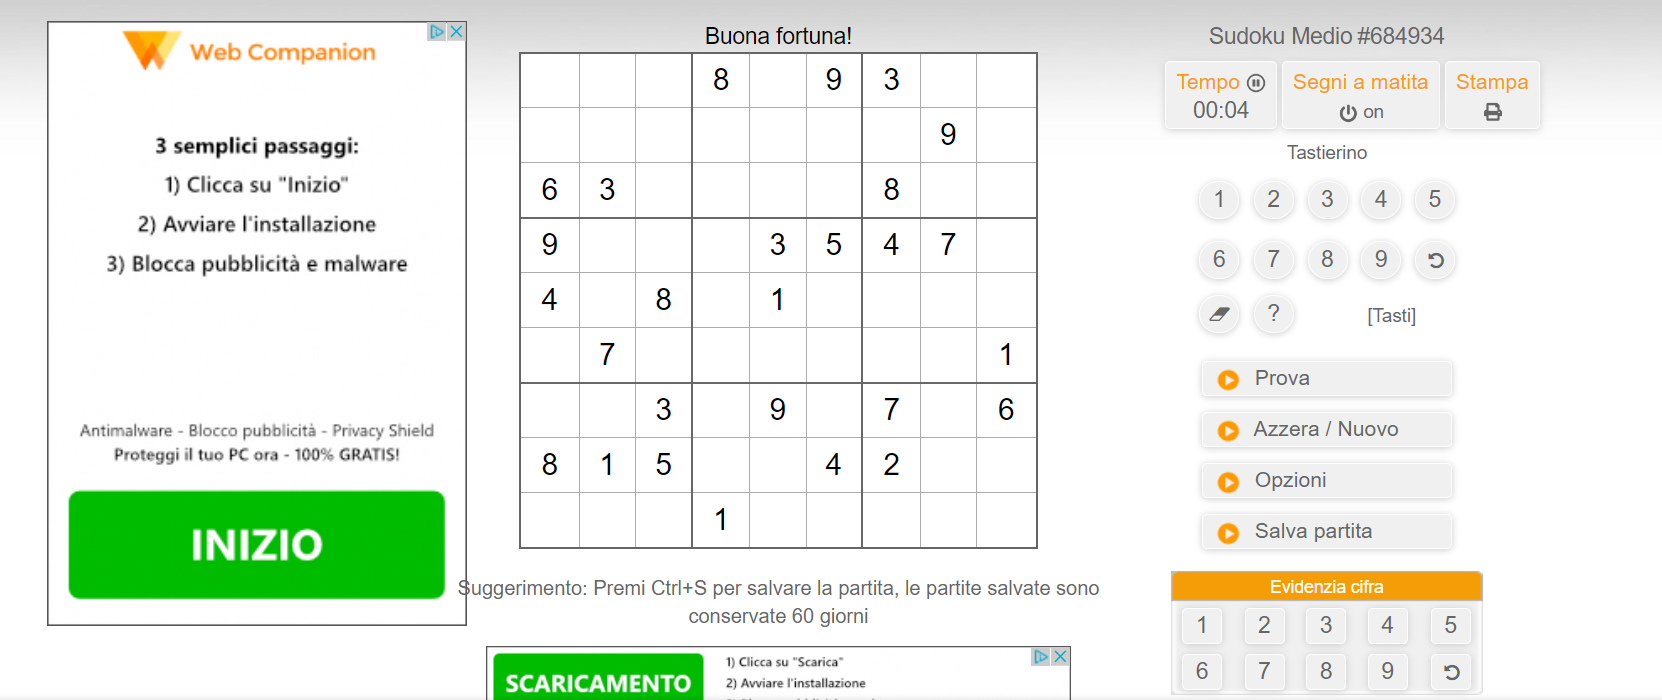 Web Companion
3 semplici passaggi:
1) Clicca su "Inizio"
2) Avviare l'installazione
3) Blocca pubblicità e malware
Antimalware - Blocco pubblicità - Privacy Shield
Proteggi il tuo PC ora - 100% GRATIS!
INIZIO
Buona fortuna!
8 9 3
9
6 3 8
9 3 5 4 7
4 8 1
7 1
3 9 7 6
8 1 5 4 2
1
Suggerimento: Premi Ctrl+S per salvare la partita, le partite salvate sono
conservate 60 giorni
SCARICAMENTO
1) Clicca su "Scarica"
2) Avviare l'installazione
Sudoku Medio #684934
Tempo
00:04
Segni a matita
on
Stampa
Tastierino
1 2 3 4 5
6 7 8 9
? [Tasti]
Prova
Azzera / Nuovo
Opzioni
Salva partita
Evidenzia cifra
1 2 3 4 5
6 7 8 9